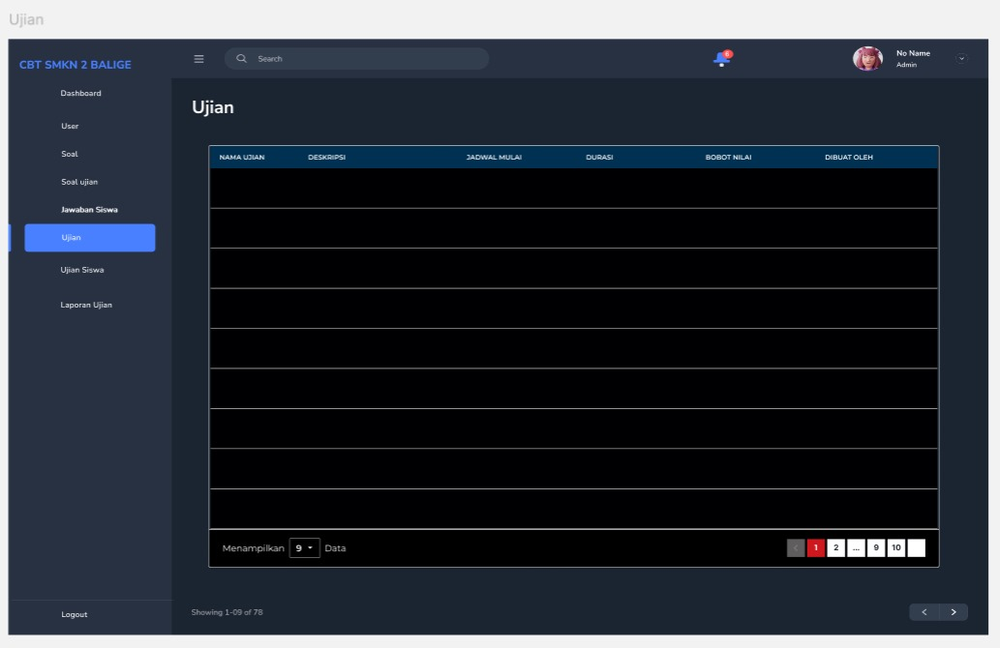 Ujian
CBT SMKN 2 BALIGE
Search
6
No Name
Admin
Dashboard
User
Soal
Soal ujian
Jawaban Siswa
Ujian
Ujian Siswa
Laporan Ujian
Logout
Ujian
NAMA UJIAN DESKRIPSI JADWAL MULAI DURASI BOBOT NILAI DIBUAT OLEH
Menampilkan 9 Data
< 1 2 ... 9 10
Showing 1-09 of 78
< >